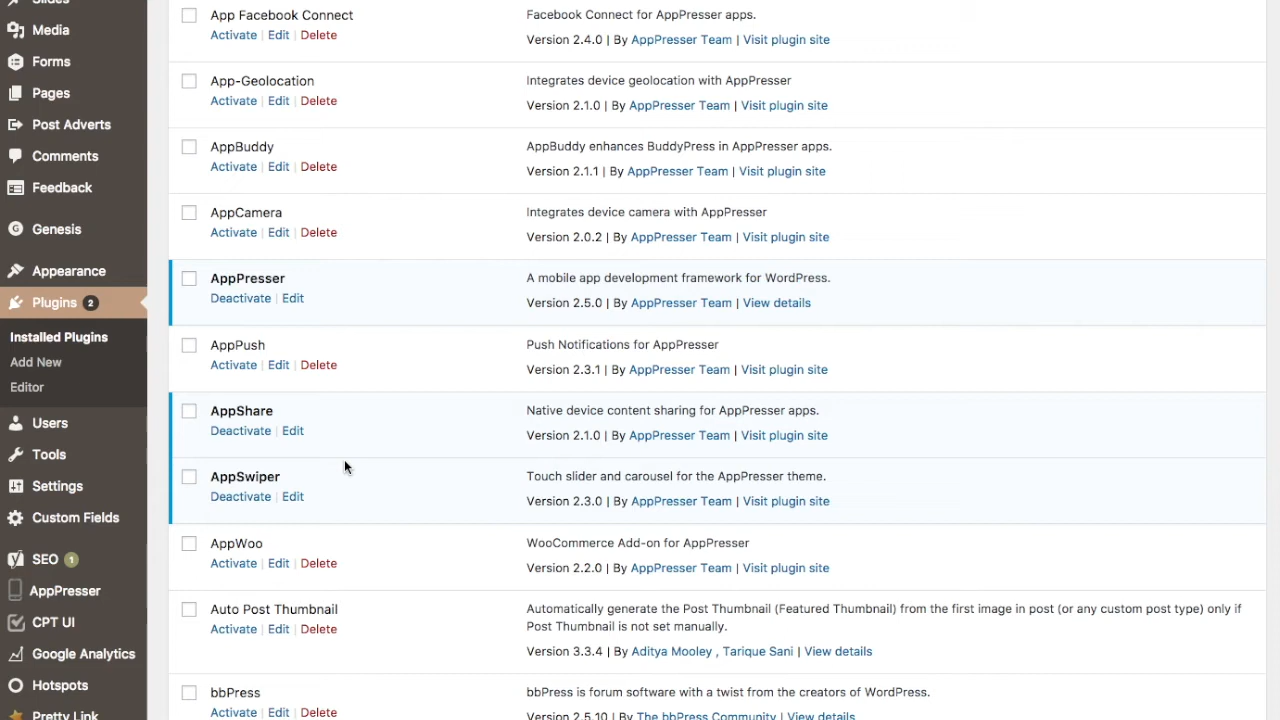 Slides
Media
Forms
Pages
Post Adverts
Comments
Feedback
Genesis
Appearance
Plugins 2
Installed Plugins
Add New
Editor
Users
Tools
Settings
Custom Fields
SEO 1
AppPresser
CPT UI
Google Analytics
Hotspots
Pretty Link
App Facebook Connect
Activate | Edit | Delete
Facebook Connect for AppPresser apps.
Version 2.4.0 | By AppPresser Team | Visit plugin site
App-Geolocation
Activate | Edit | Delete
Integrates device geolocation with AppPresser
Version 2.1.0 | By AppPresser Team | Visit plugin site
AppBuddy
Activate | Edit | Delete
AppBuddy enhances BuddyPress in AppPresser apps.
Version 2.1.1 | By AppPresser Team | Visit plugin site
AppCamera
Activate | Edit | Delete
Integrates device camera with AppPresser
Version 2.0.2 | By AppPresser Team | Visit plugin site
AppPresser
Deactivate | Edit
A mobile app development framework for WordPress.
Version 2.5.0 | By AppPresser Team | View details
AppPush
Activate | Edit | Delete
Push Notifications for AppPresser
Version 2.3.1 | By AppPresser Team | Visit plugin site
AppShare
Deactivate | Edit
Native device content sharing for AppPresser apps.
Version 2.1.0 | By AppPresser Team | Visit plugin site
AppSwiper
Deactivate | Edit
Touch slider and carousel for the AppPresser theme.
Version 2.3.0 | By AppPresser Team | Visit plugin site
AppWoo
Activate | Edit | Delete
WooCommerce Add-on for AppPresser
Version 2.2.0 | By AppPresser Team | Visit plugin site
Auto Post Thumbnail
Activate | Edit | Delete
Automatically generate the Post Thumbnail (Featured Thumbnail) from the first image in post (or any custom post type) only if
Post Thumbnail is not set manually.
Version 3.3.4 | By Aditya Mooley , Tarique Sani | View details
bbPress
Activate | Edit | Delete
bbPress is forum software with a twist from the creators of WordPress.
Version 2.5.10 | By The bbPress Community | View details